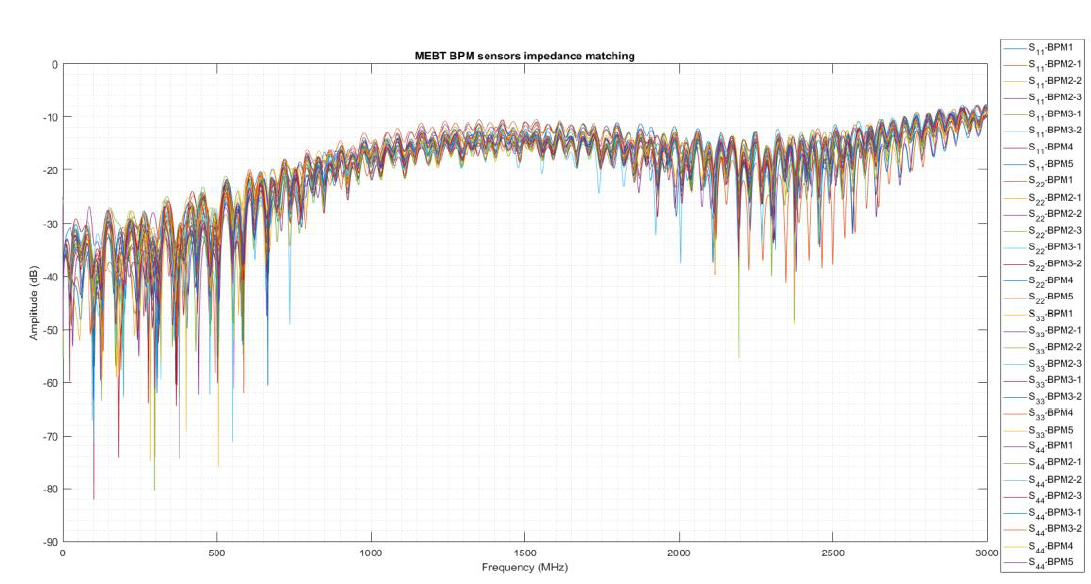 MEBT BPM sensors impedance matching
Amplitude (dB)
0
-10
-20
-30
-40
-50
-60
-70
-80
-90
0
500
1000
1500
2000
2500
3000
Frequency (MHz)
S11-BPM1
S11-BPM2-1
S11-BPM2-2
S11-BPM2-3
S11-BPM3-1
S11-BPM3-2
S11-BPM4
S11-BPM5
S22-BPM1
S22-BPM2-1
S22-BPM2-2
S22-BPM2-3
S22-BPM3-1
S22-BPM3-2
S22-BPM4
S22-BPM5
S33-BPM1
S33-BPM2-1
S33-BPM2-2
S33-BPM2-3
S33-BPM3-1
S33-BPM3-2
S33-BPM4
S33-BPM5
S44-BPM1
S44-BPM2-1
S44-BPM2-2
S44-BPM2-3
S44-BPM3-1
S44-BPM3-2
S44-BPM4
S44-BPM5